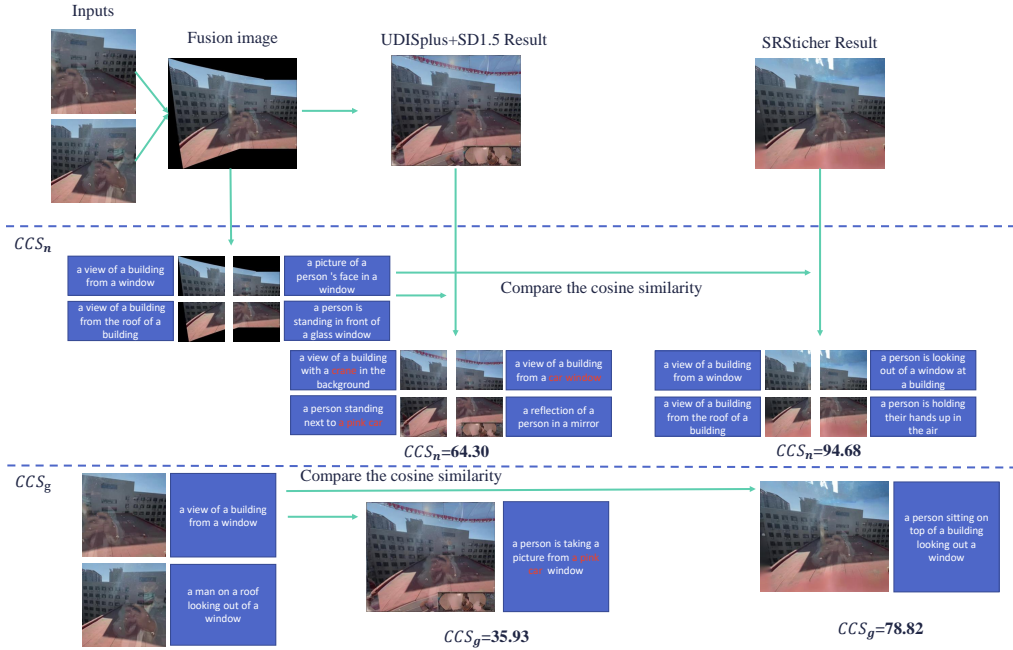 Inputs
Fusion image
UDISplus+SD1.5 Result
SRSticher Result
CCSₙ
a view of a building
from a window
a picture of a
person 's face in a
window
a view of a building
from the roof of a
building
a person is
standing in front of
a glass window
Compare the cosine similarity
a view of a building
with a in the
background
a view of a building
from a car window
a person standing
next to
a reflection of a
person in a mirror
CCSₙ=64.30
a view of a building
from a window
a person is looking
out of a window at
a building
a view of a building
from the roof of a
building
a person is holding
their hands up in
the air
CCSₙ=94.68
CCS_g
Compare the cosine similarity
a view of a building
from a window
a man on a roof
looking out of a
window
a person is taking a
picture from
window
CCS_g=35.93
a person sitting on
top of a building
looking out a
window
CCS_g=78.82